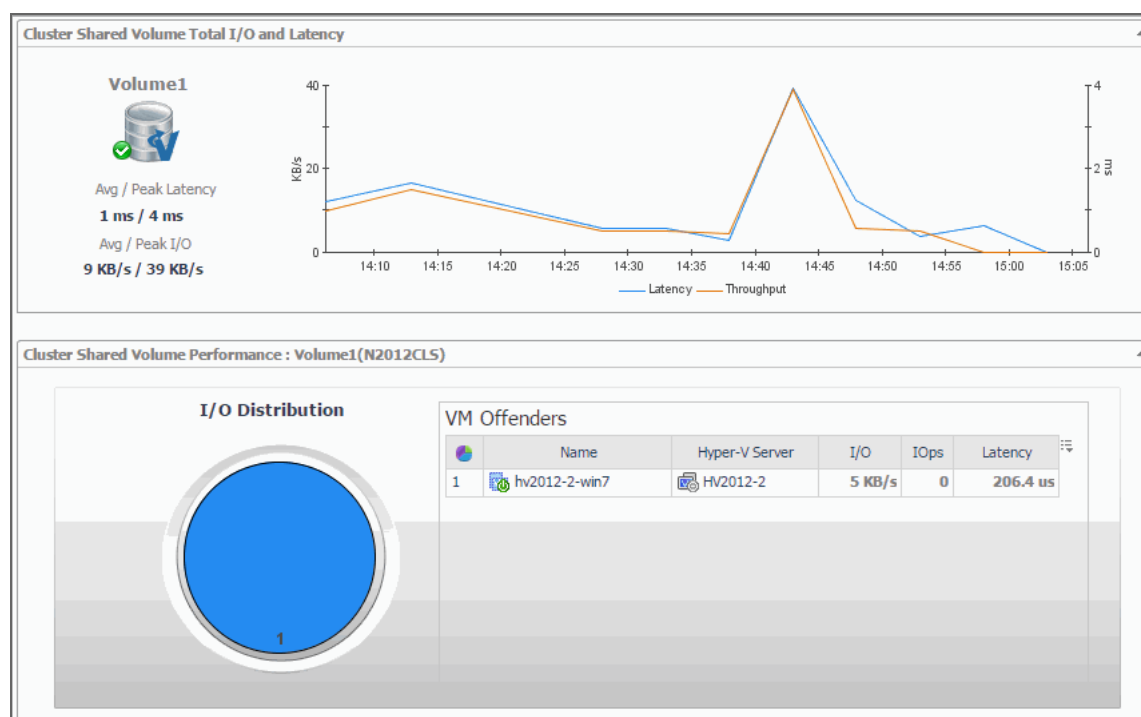 Cluster Shared Volume Total I/O and Latency
Volume1
Avg / Peak Latency
1 ms / 4 ms
Avg / Peak I/O
9 KB/s / 39 KB/s
40
20
0
KB/s
4
2
0
ms
14:10 14:15 14:20 14:25 14:30 14:35 14:40 14:45 14:50 14:55 15:00 15:05
Latency Throughput
Cluster Shared Volume Performance : Volume1(N2012CLS)
I/O Distribution
1
VM Offenders
Name Hyper-V Server I/O IOps Latency
1 hv2012-2-win7 HV2012-2 5 KB/s 0 206.4 us